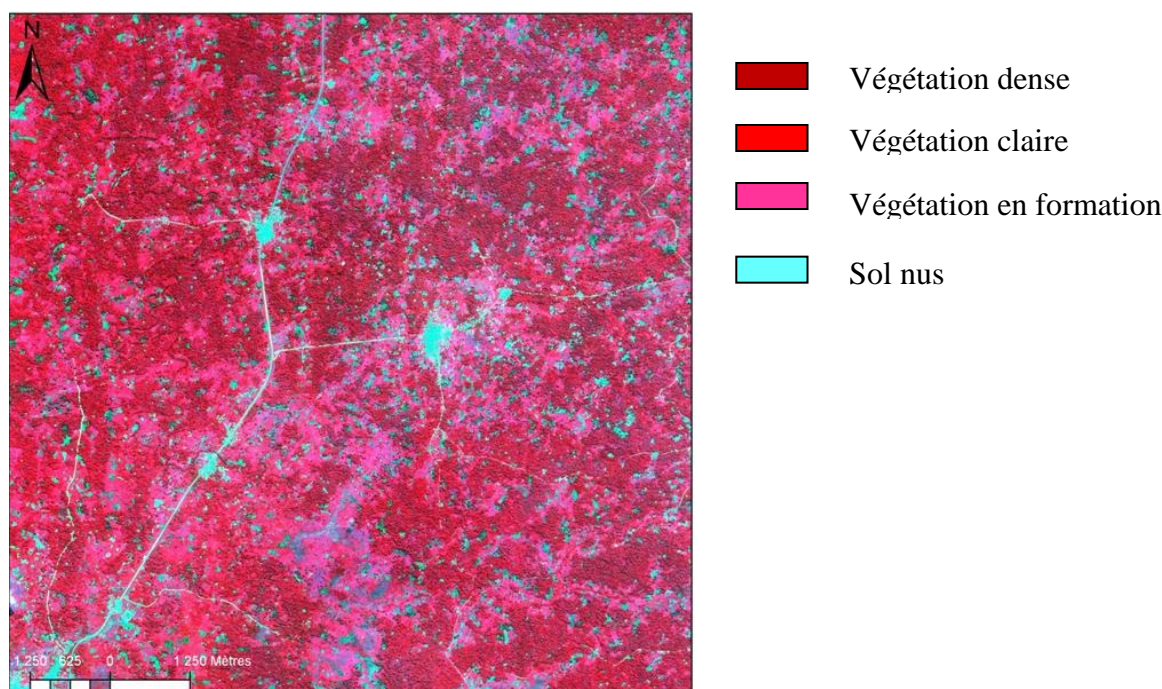 N
Végétation dense
Végétation claire
Végétation en formation
Sol nus
1 250 625 0 1 250 Mètres